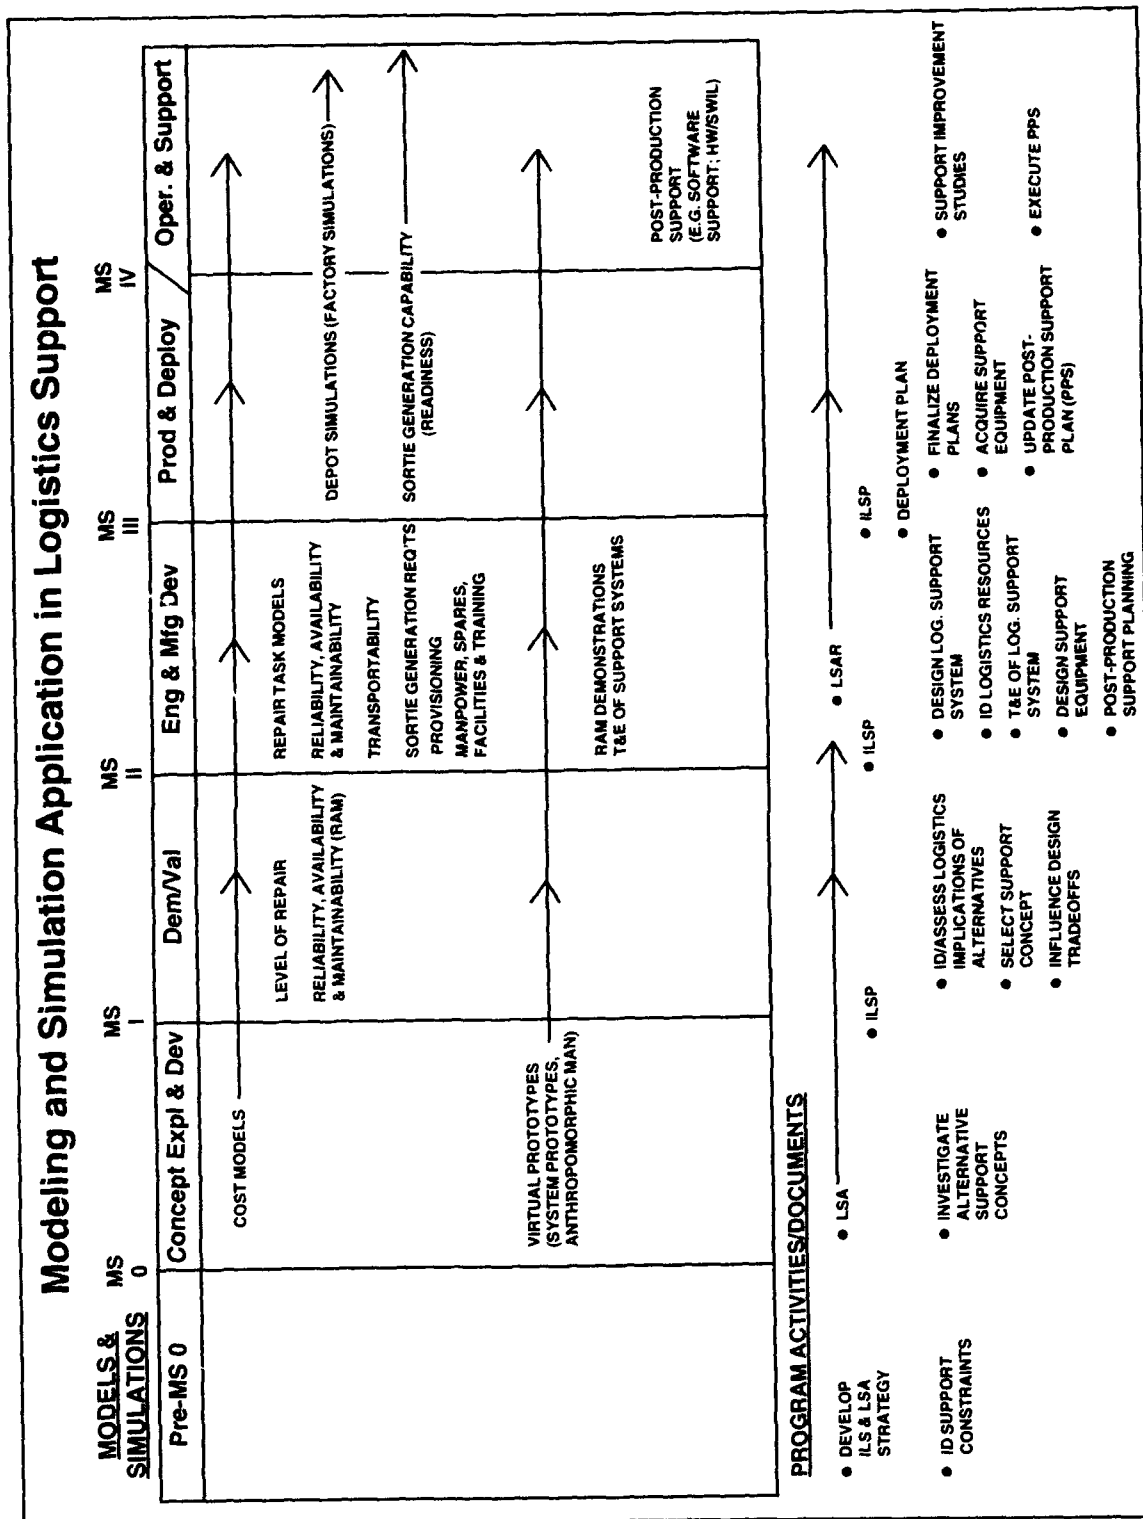 Modeling and Simulation Application in Logistics Support
MODELS &
SIMULATIONS
MS
0
MS
I
MS
II
MS
III
MS
IV
Pre-MS 0
Concept Expl & Dev
Dem/Val
Eng & Mfg Dev
Prod & Deploy
Oper. & Support
COST MODELS
LEVEL OF REPAIR
RELIABILITY, AVAILABILITY
& MAINTAINABILITY (RAM)
REPAIR TASK MODELS
RELIABILITY, AVAILABILITY
& MAINTAINABILITY
TRANSPORTABILITY
SORTIE GENERATION REQ'TS
PROVISIONING
MANPOWER, SPARES,
FACILITIES & TRAINING
DEPOT SIMULATIONS (FACTORY SIMULATIONS)
SORTIE GENERATION CAPABILITY
(READINESS)
VIRTUAL PROTOTYPES
(SYSTEM PROTOTYPES,
ANTHROPOMORPHIC MAN)
RAM DEMONSTRATIONS
T&E OF SUPPORT SYSTEMS
POST-PRODUCTION
SUPPORT
(E.G. SOFTWARE
SUPPORT; HW/SWIL)
PROGRAM ACTIVITIES/DOCUMENTS
● DEVELOP
ILS & LSA
STRATEGY
● ID SUPPORT
CONSTRAINTS
● LSA
● INVESTIGATE
ALTERNATIVE
SUPPORT
CONCEPTS
● ILSP
● ID/ASSESS LOGISTICS
IMPLICATIONS OF
ALTERNATIVES
● SELECT SUPPORT
CONCEPT
● INFLUENCE DESIGN
TRADEOFFS
● ILSP
● LSAR
● DESIGN LOG. SUPPORT
SYSTEM
● ID LOGISTICS RESOURCES
● T&E OF LOG. SUPPORT
SYSTEM
● DESIGN SUPPORT
EQUIPMENT
● POST-PRODUCTION
SUPPORT PLANNING
● ILSP
● DEPLOYMENT PLAN
● FINALIZE DEPLOYMENT
PLANS
● ACQUIRE SUPPORT
EQUIPMENT
● UPDATE POST-
PRODUCTION SUPPORT
PLAN (PPS)
● SUPPORT IMPROVEMENT
STUDIES
● EXECUTE PPS